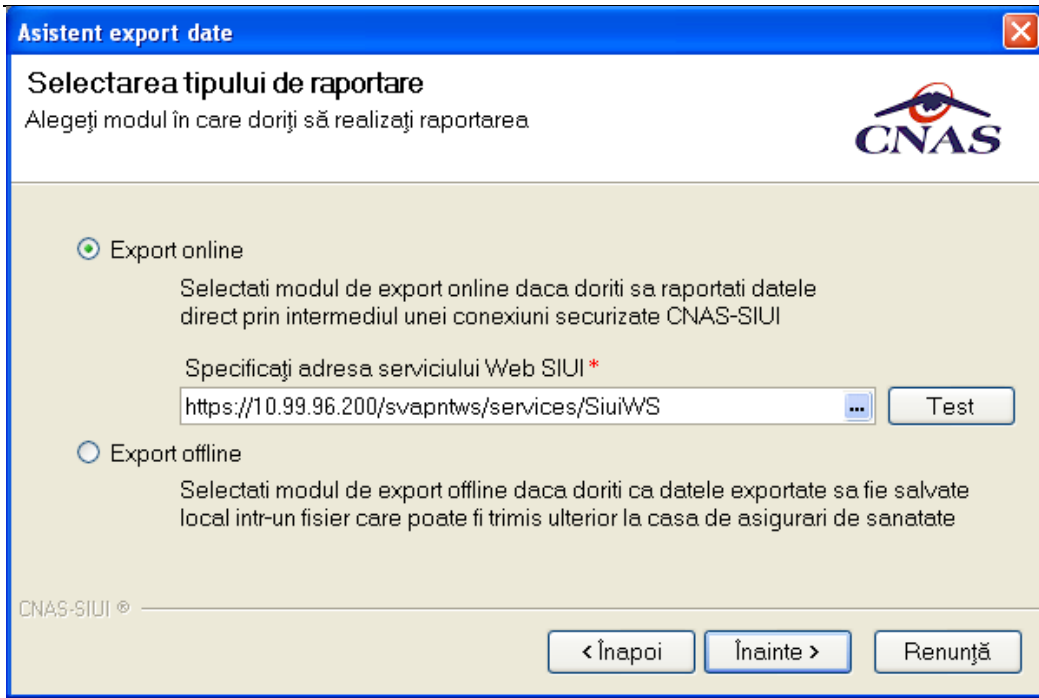 Asistent export date
Selectarea tipului de raportare
Alegeţi modul în care doriţi să realizaţi raportarea
CNAS
Export online
Selectati modul de export online daca doriti sa raportati datele
direct prin intermediul unei conexiuni securizate CNAS-SIUI
Specificaţi adresa serviciului Web SIUI *
https://10.99.96.200/svapntws/services/SiuiWS
...
Test
Export offline
Selectati modul de export offline daca doriti ca datele exportate sa fie salvate
local intr-un fisier care poate fi trimis ulterior la casa de asigurari de sanatate
CNAS-SIUI ®
< Înapoi
Înainte >
Renunţă